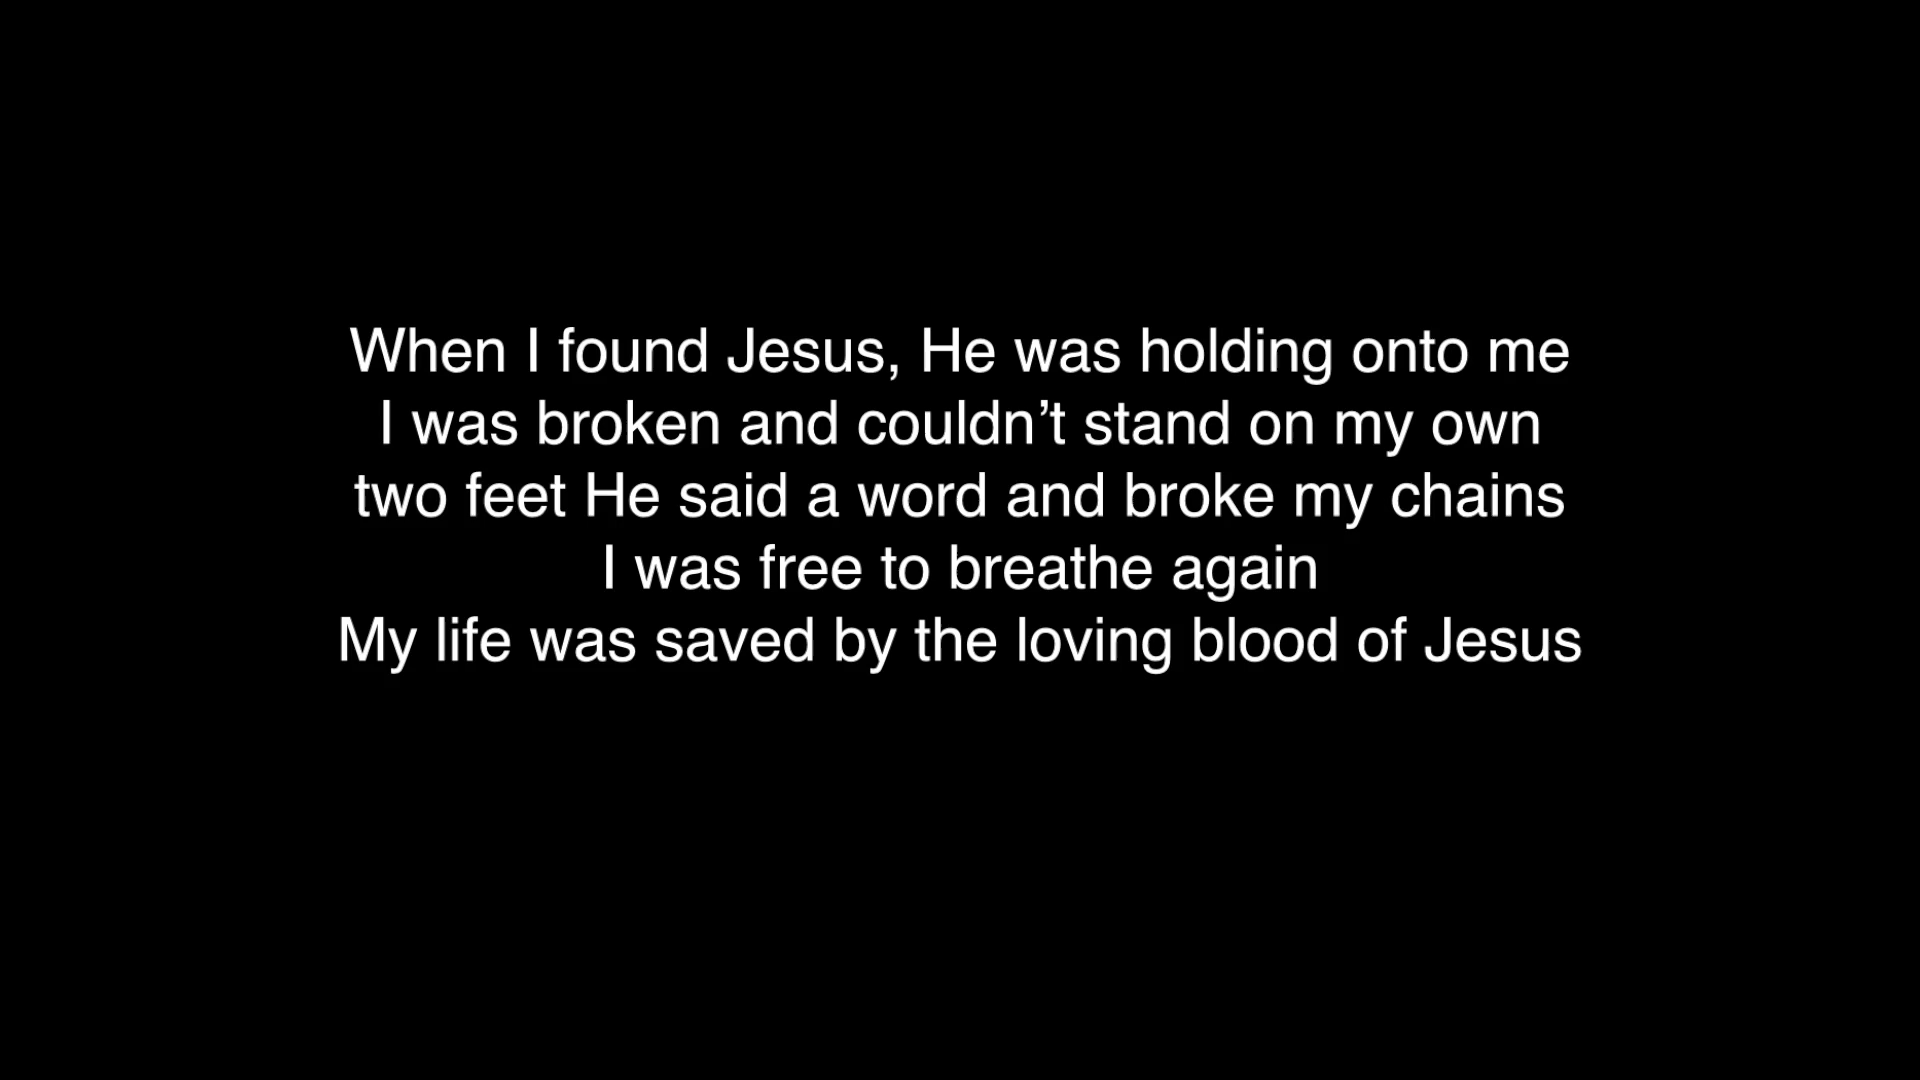 When I found Jesus, He was holding onto me
I was broken and couldn’t stand on my own
two feet He said a word and broke my chains
I was free to breathe again
My life was saved by the loving blood of Jesus